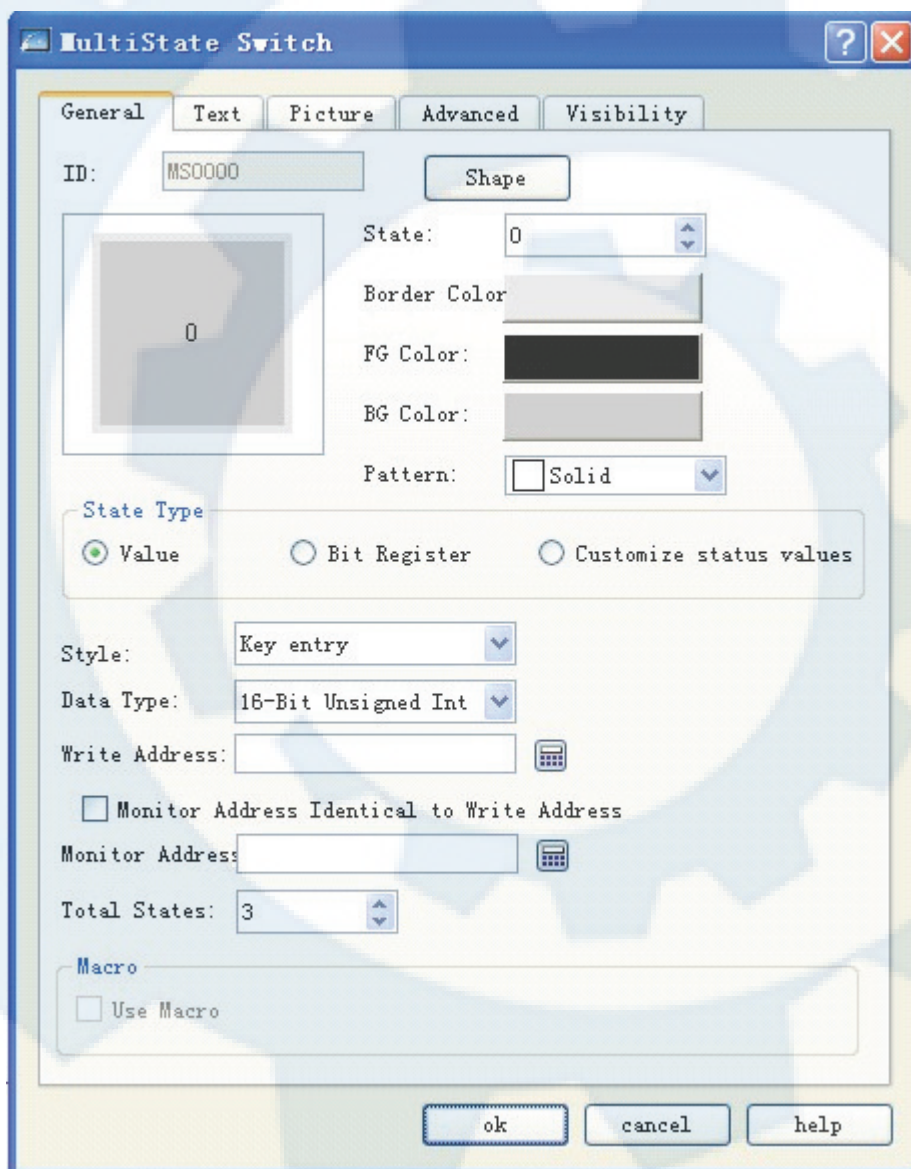 MultiState Switch
General Text Picture Advanced Visibility
ID: MS0000 Shape
State: 0
0
Border Color
FG Color:
BG Color:
Pattern: Solid
State Type
Value Bit Register Customize status values
Style: Key entry
Data Type: 16-Bit Unsigned Int
Write Address:
Monitor Address Identical to Write Address
Monitor Address
Total States: 3
Macro
Use Macro
ok cancel help